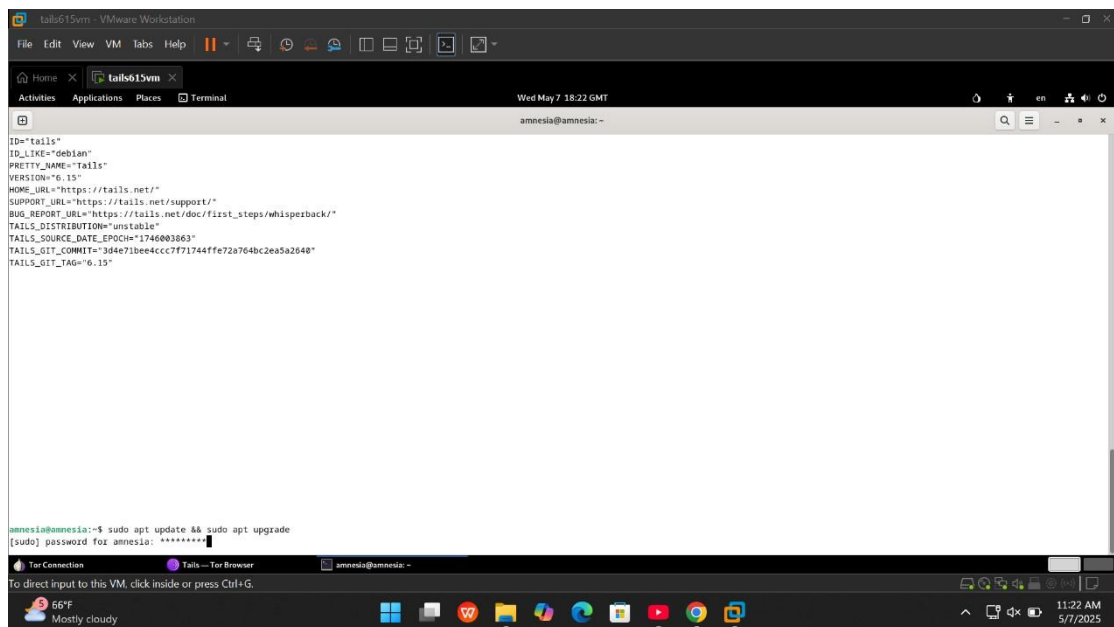 tails615vm - VMware Workstation
File Edit View VM Tabs Help
Home tails615vm
Activities Applications Places Terminal Wed May 7 18:22 GMT en
amnesia@amnesia: ~
ID="tails"
ID_LIKE="debian"
PRETTY_NAME="Tails"
VERSION="6.15"
HOME_URL="https://tails.net/"
SUPPORT_URL="https://tails.net/support/"
BUG_REPORT_URL="https://tails.net/doc/first_steps/whisperback/"
TAILS_DISTRIBUTION="unstable"
TAILS_SOURCE_DATE_EPOCH="1746003863"
TAILS_GIT_COMMIT="3d4e71bee4ccc7f71744ffe72a764bc2ea5a2640"
TAILS_GIT_TAG="6.15"
amnesia@amnesia:~$ sudo apt update && sudo apt upgrade
[sudo] password for amnesia: *********
Tor Connection Tails — Tor Browser amnesia@amnesia: ~
To direct input to this VM, click inside or press Ctrl+G.
5 66°F 11:22 AM
Mostly cloudy 5/7/2025